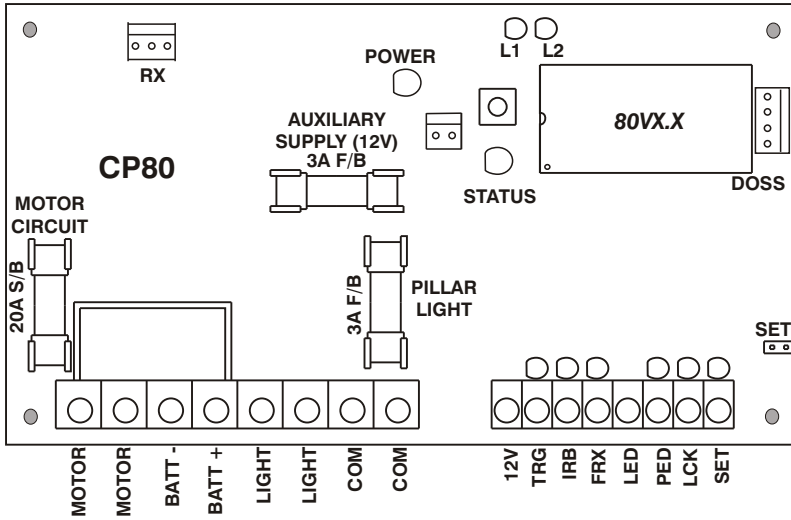 L1 L2
POWER
RX
AUXILIARY
SUPPLY (12V)
3A F/B
80VX.X
CP80
STATUS
DOSS
MOTOR
CIRCUIT
20A S/B
3A F/B
PILLAR
LIGHT
SET
MOTOR
MOTOR
BATT -
BATT +
LIGHT
LIGHT
COM
COM
12V
TRG
IRB
FRX
LED
PED
LCK
SET